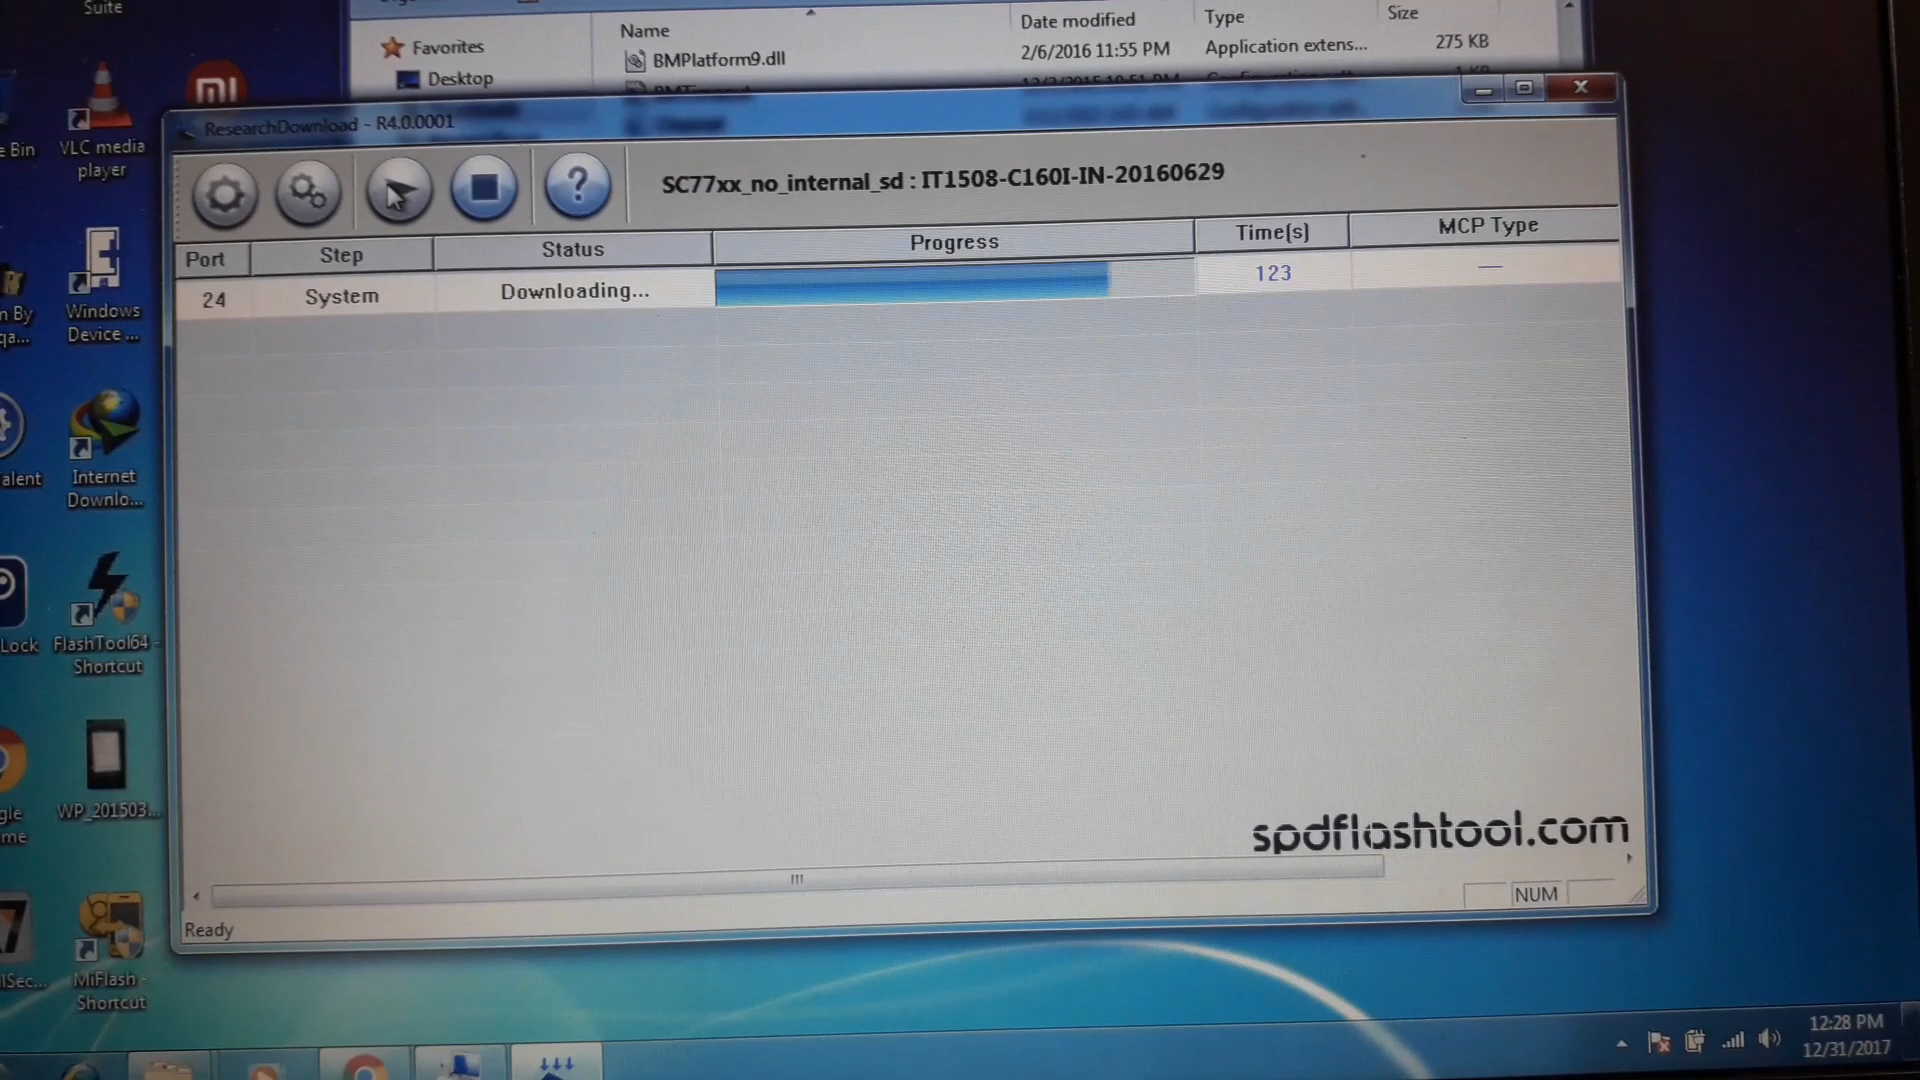 Suite
Name
Date modified
Type
Size
Favorites
BMPlatform9.dll
2/6/2016 11:55 PM
Application extens...
275 KB
Desktop
ResearchDownload - R4.0.0001
SC77xx_no_internal_sd : IT1508-C160I-IN-20160629
Port
Step
Status
Progress
Time(s)
MCP Type
24
System
Downloading...
123
—
e Bin
VLC media
player
n By
Windows
Device ...
qa...
alent
Internet
Downlo...
Lock
FlashTool64 -
Shortcut
gle
me
WP_201503...
lSec...
MiFlash -
Shortcut
spdflashtool.com
NUM
Ready
12:28 PM
12/31/2017